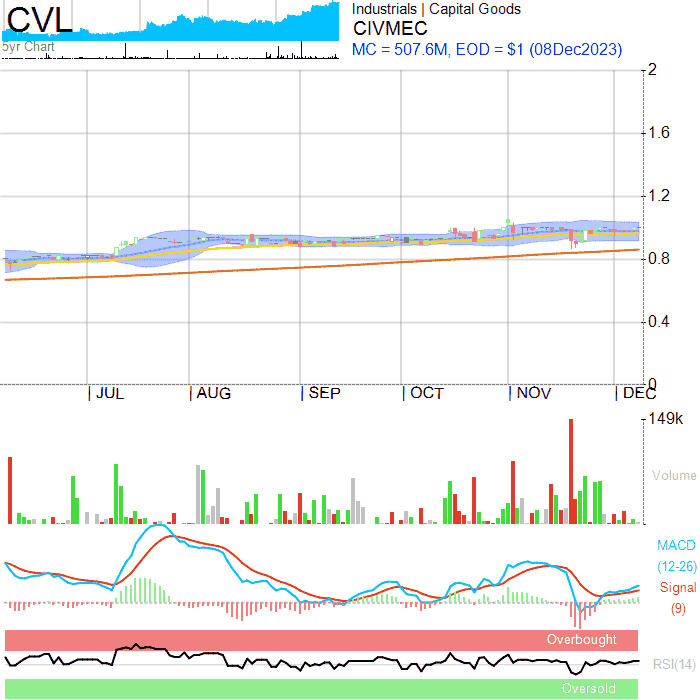 CVL
5yr Chart
Industrials | Capital Goods
CIVMEC
MC = 507.6M, EOD = $1 (08Dec2023)
2
1.6
1.2
0.8
0.4
0
JUL AUG SEP OCT NOV DEC
149k
Volume
MACD
(12-26)
Signal
(9)
Overbought
RSI(14)
Oversold